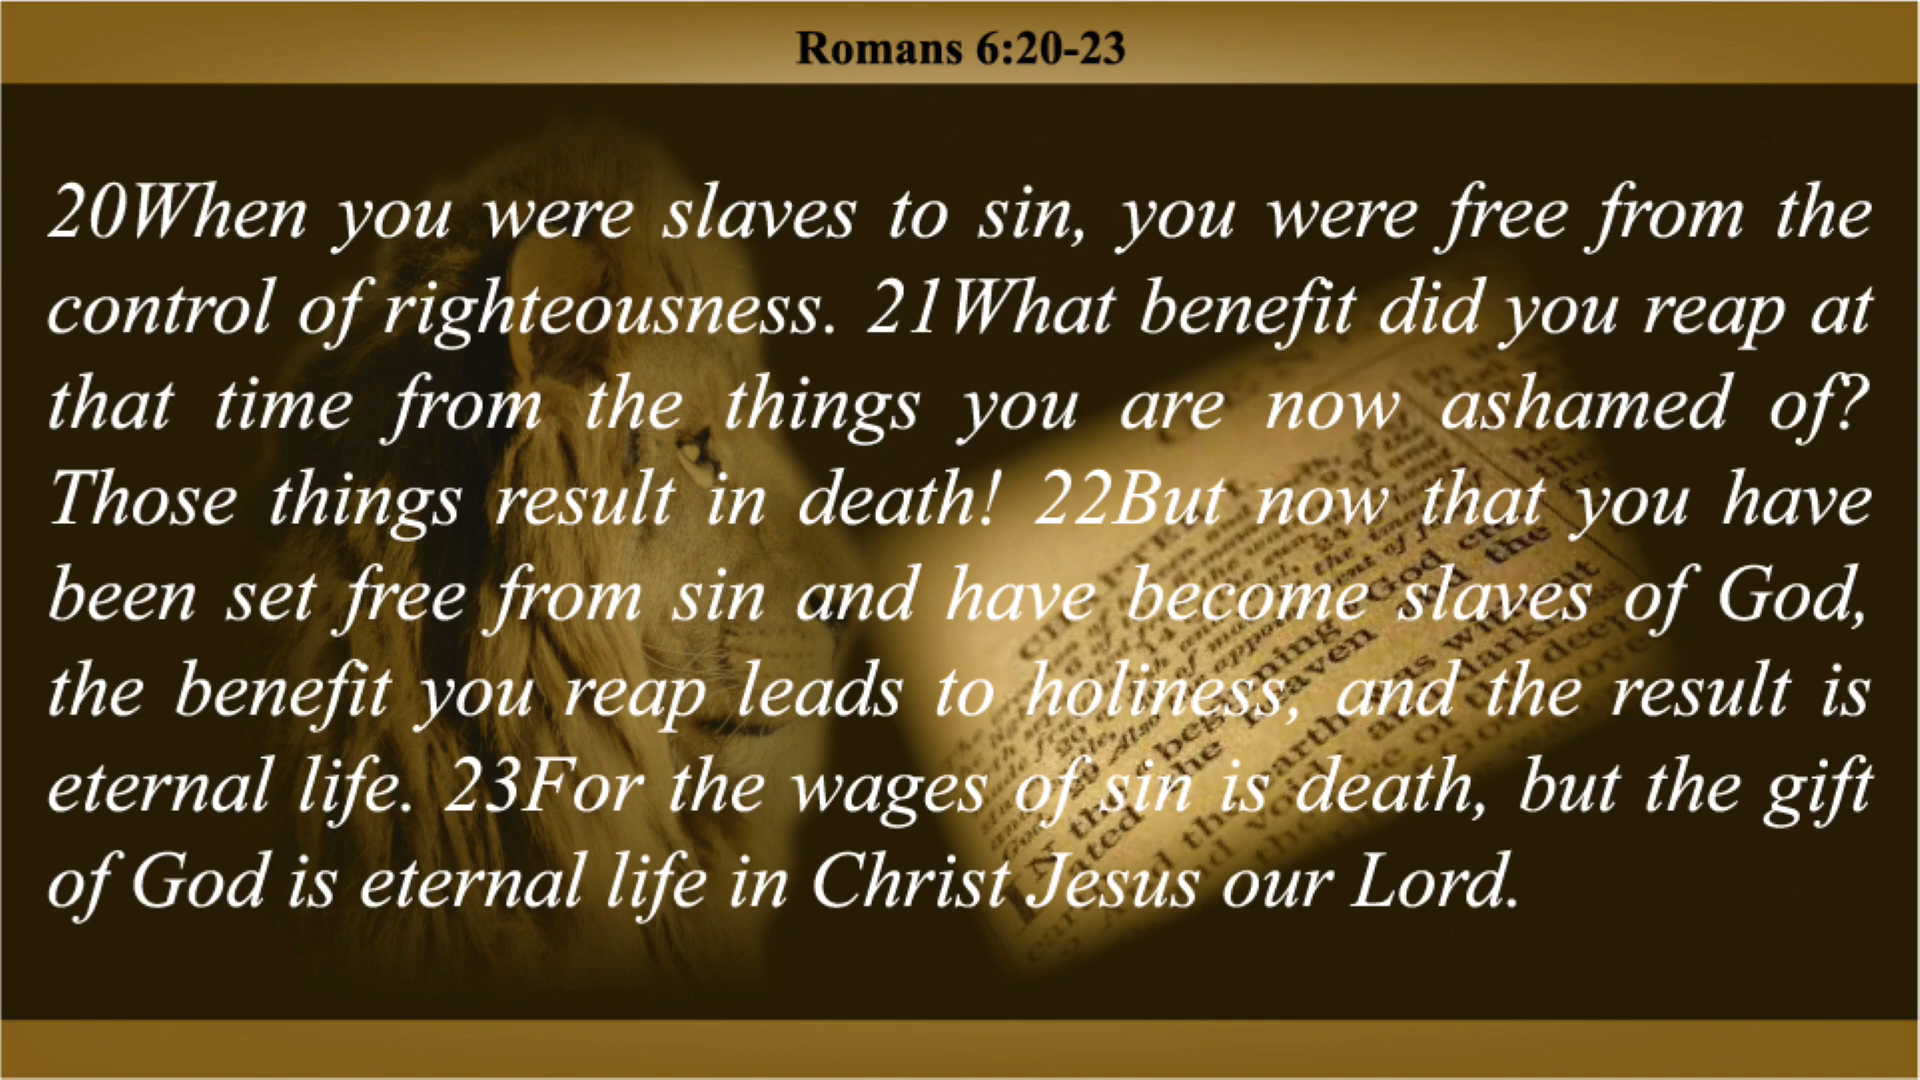 Romans 6:20-23
20When you were slaves to sin, you were free from the
control of righteousness. 21What benefit did you reap at
that time from the things you are now ashamed of?
Those things result in death! 22But now that you have
been set free from sin and have become slaves of God,
the benefit you reap leads to holiness, and the result is
eternal life. 23For the wages of sin is death, but the gift
of God is eternal life in Christ Jesus our Lord.